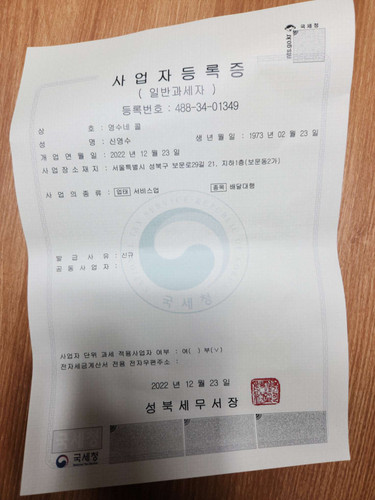 국세청
사업자등록증
( 일반과세자 )
등록번호 : 488-34-01349
상 호 : 영수네 콜
성 명 : 신영수 생년월일 : 1973 년 02 월 23 일
개업연월일 : 2022 년 12 월 23 일
사업장소재지 : 서울특별시 성북구 보문로29길 21, 지하1층(보문동2가)
사업의 종류 : 업태 서비스업 종목 배달대행
발급사유 : 신규
공동사업자 :
국세청
사업자 단위 과세 적용사업자 여부 : 여( ) 부(v)
전자세금계산서 전용 전자우편주소 :
2022 년 12 월 23 일
성북세무서장
국세청